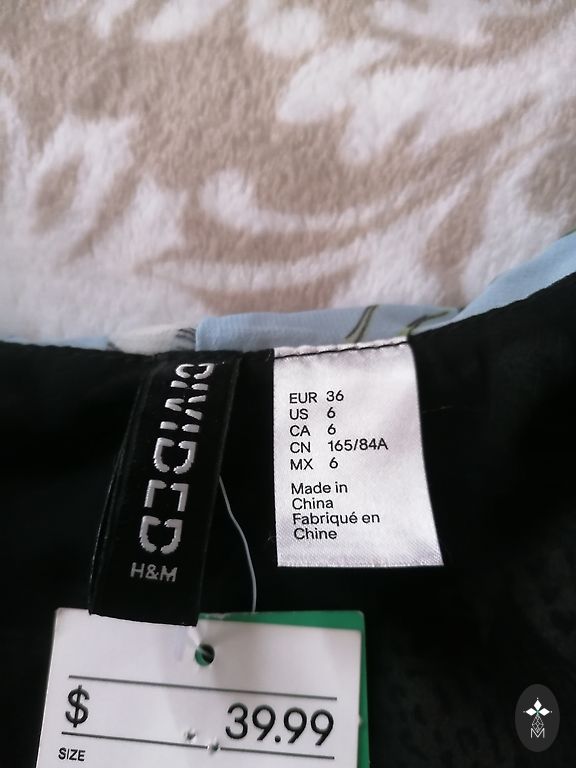 DIVIDED
H&M
EUR 36
US 6
CA 6
CN 165/84A
MX 6
Made in
China
Fabriqué en
Chine
$ 39.99
SIZE
M